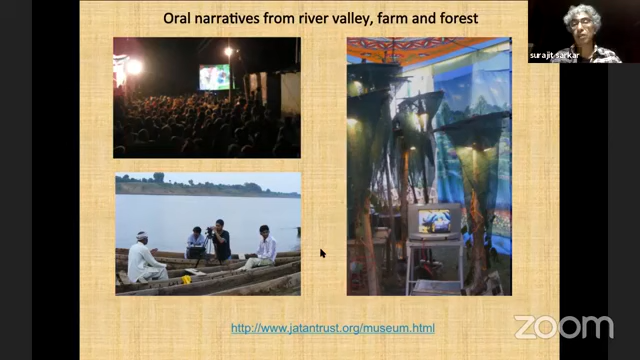 Oral narratives from river valley, farm and forest
surajit sarkar
http://www.jatantrust.org/museum.html
zoom